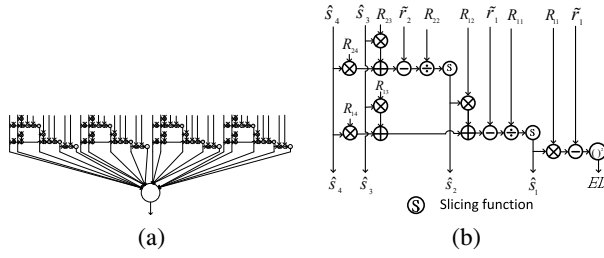 ŝ₄ ŝ₃ R₂₃ r̃₂ R₂₂ R₁₂ r̃₁ R₁₁ R₁₁ r̃₁
R₂₄
S
R₁₃
R₁₄
S
()²
ŝ₄ ŝ₃ ŝ₂ ŝ₁
S Slicing function
(a) (b)